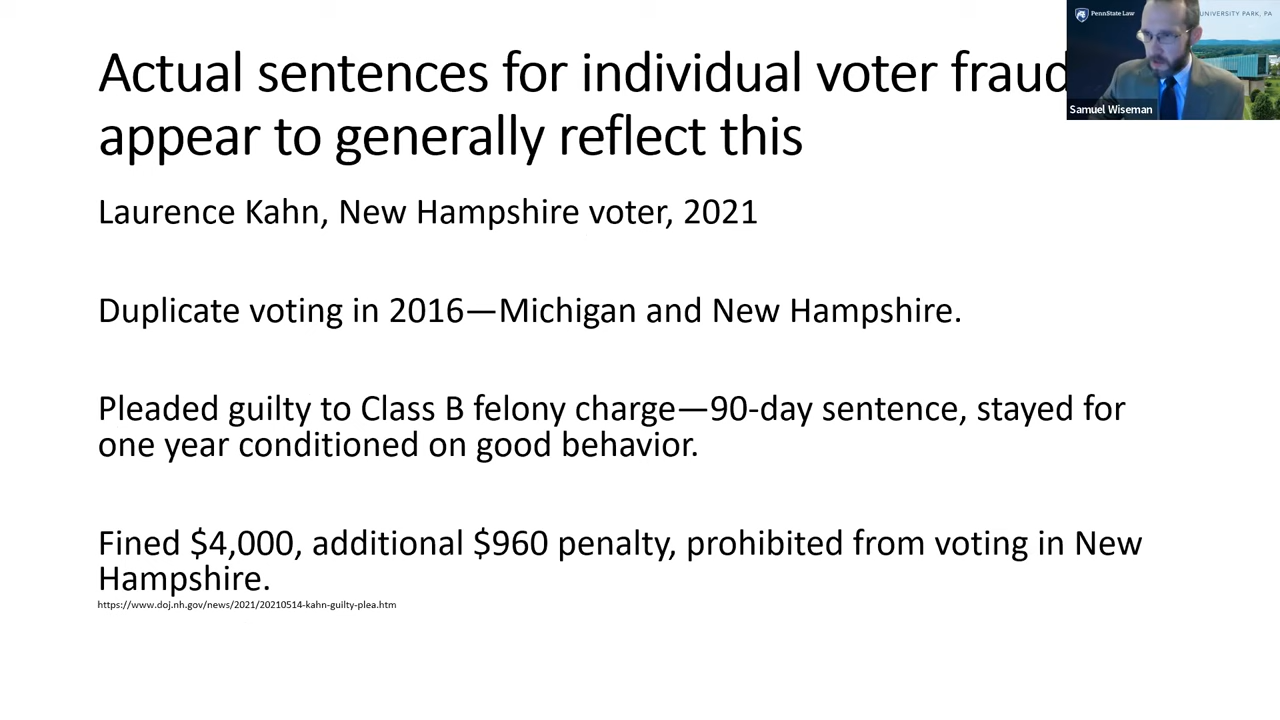 Actual sentences for individual voter fraud
appear to generally reflect this
Laurence Kahn, New Hampshire voter, 2021
Duplicate voting in 2016—Michigan and New Hampshire.
Pleaded guilty to Class B felony charge—90-day sentence, stayed for
one year conditioned on good behavior.
Fined $4,000, additional $960 penalty, prohibited from voting in New
Hampshire.
https://www.doj.nh.gov/news/2021/20210514-kahn-guilty-plea.htm
PennState Law
UNIVERSITY PARK, PA
Samuel Wiseman